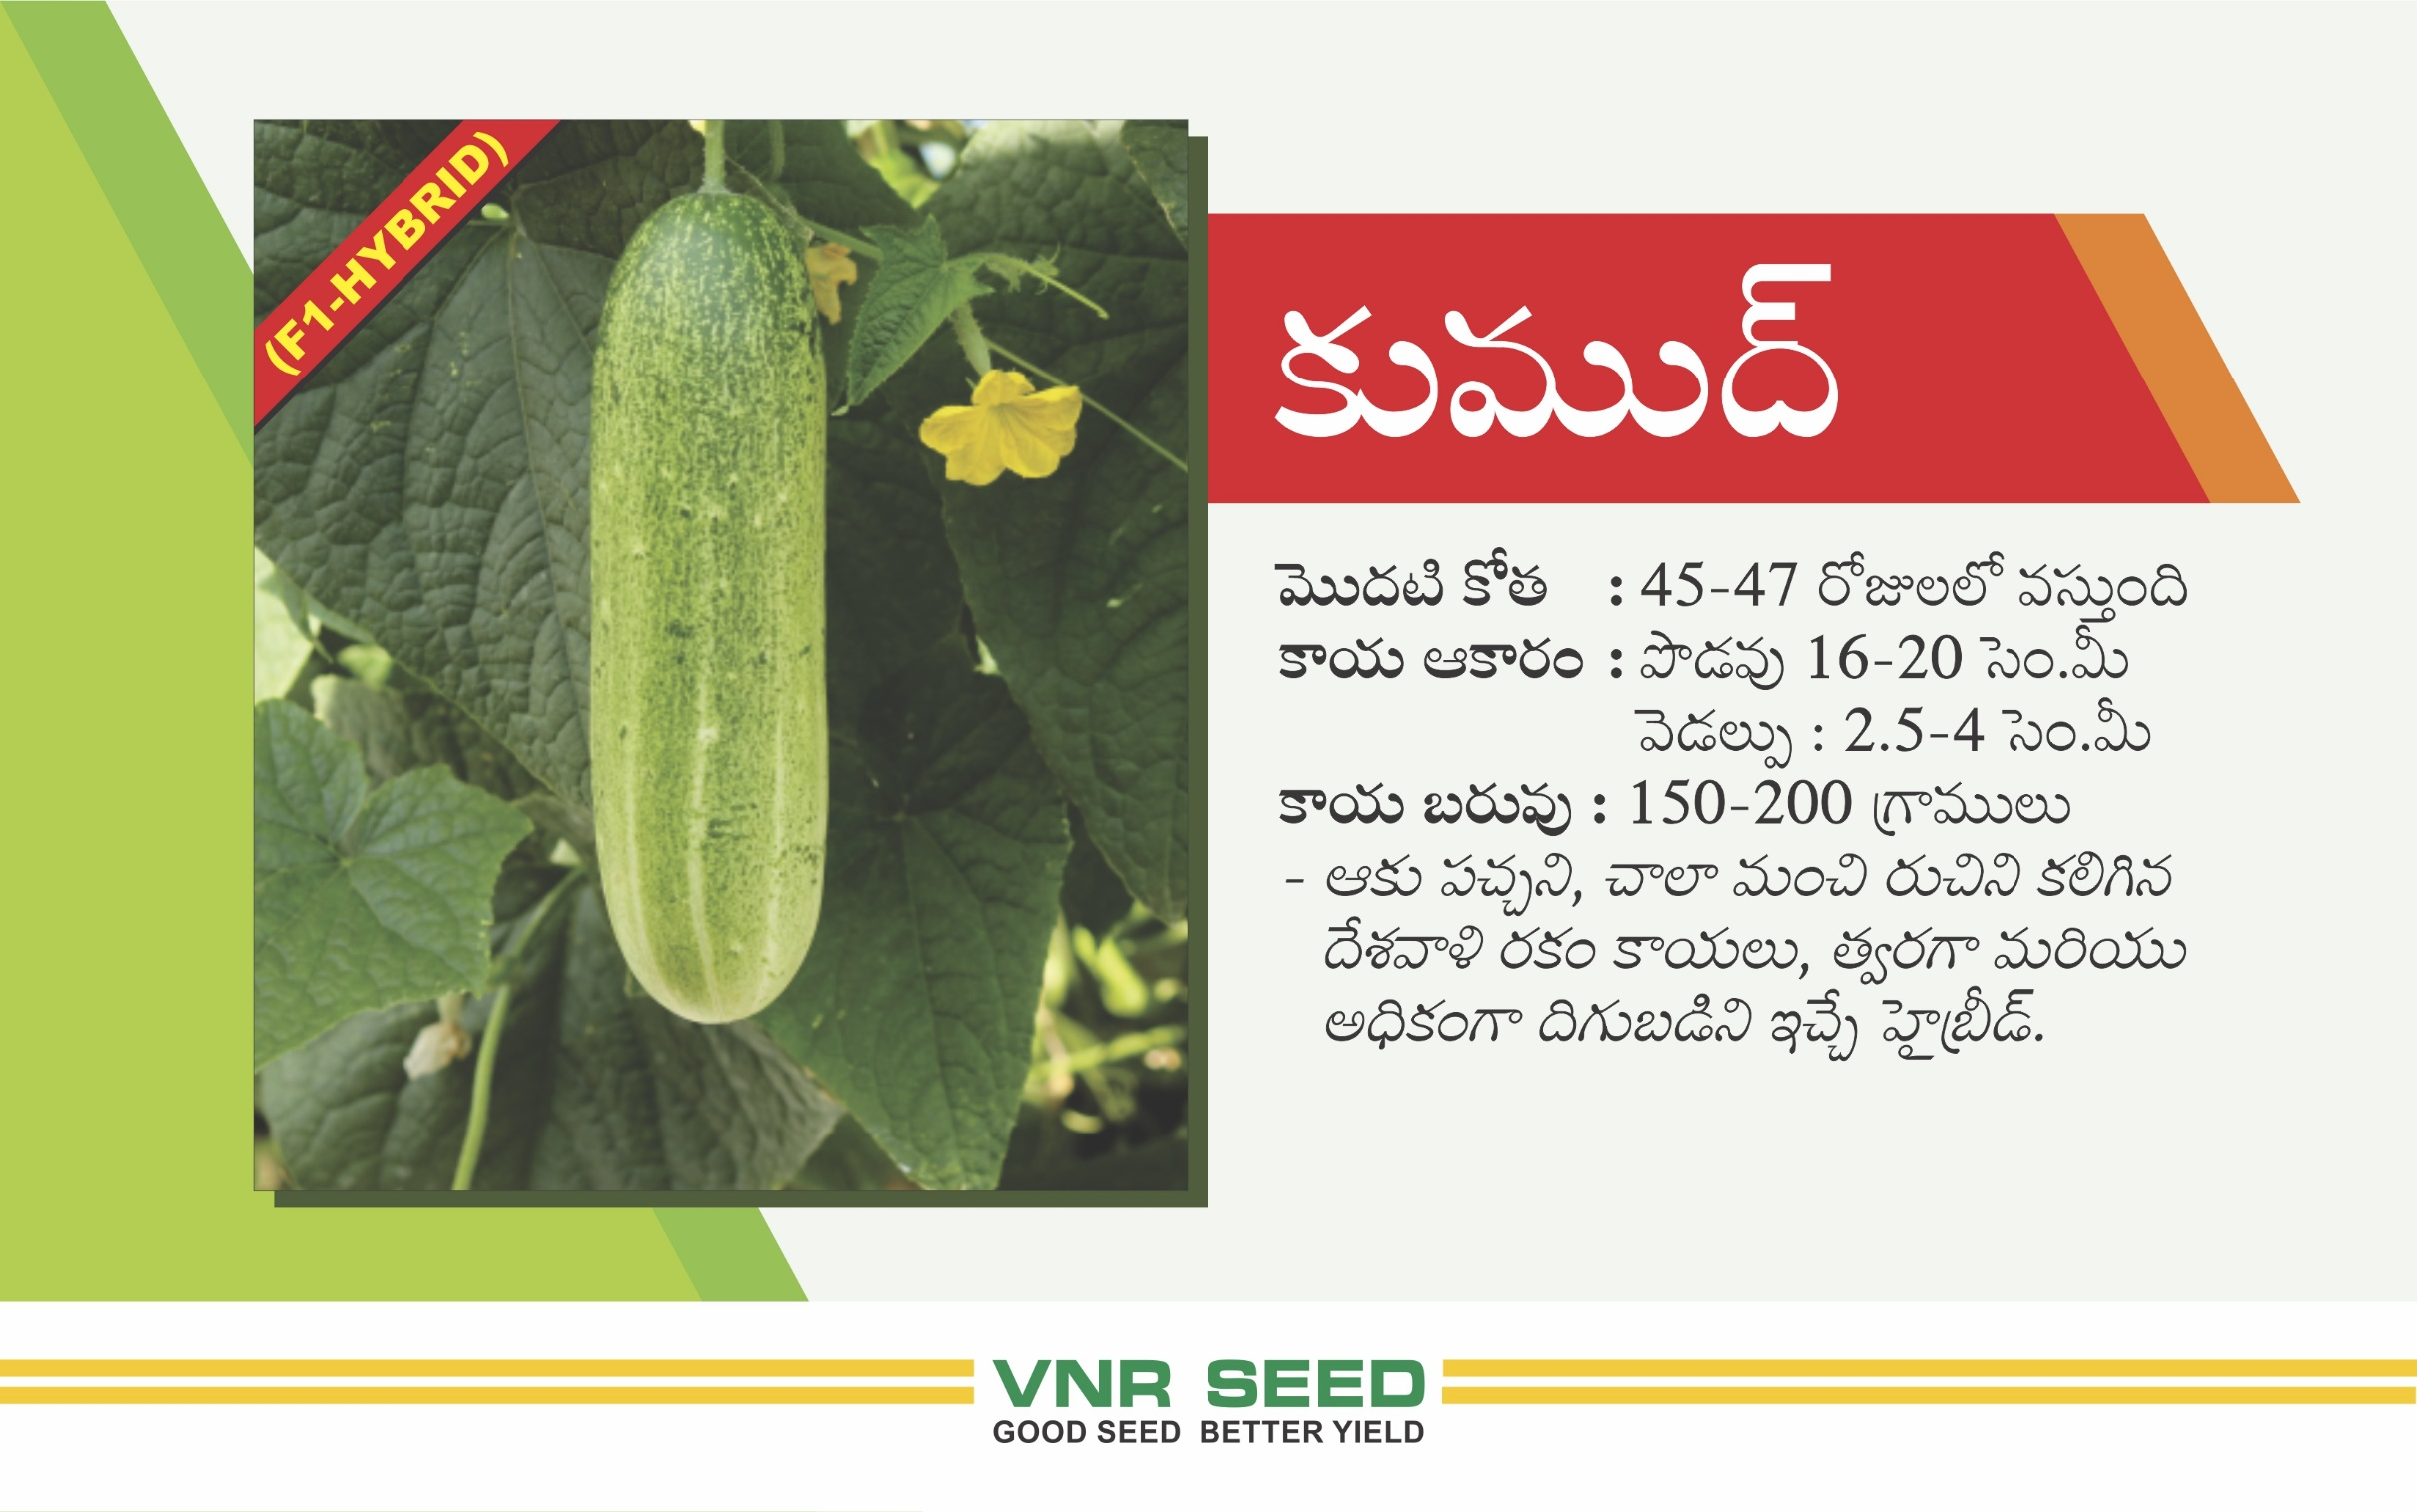 (F1-HYBRID)
కుముద్
మొదటి కోత : 45-47 రోజులలో వస్తుంది
కాయ ఆకారం : పొడవు 16-20 సెం.మీ
వెడల్పు : 2.5-4 సెం.మీ
కాయ బరువు : 150-200 గ్రాములు
- ఆకు పచ్చని, చాలా మంచి రుచిని కలిగిన
దేశవాళి రకం కాయలు, త్వరగా మరియు
అధికంగా దిగుబడిని ఇచ్చే హైబ్రీడ్.
VNR SEED
GOOD SEED BETTER YIELD